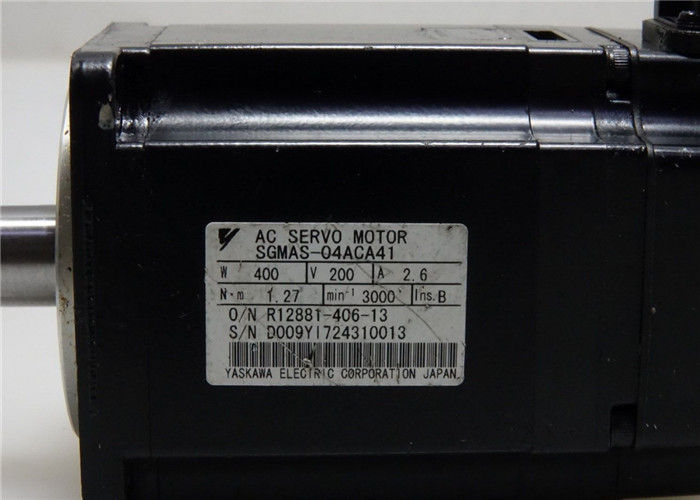 AC SERVO MOTOR
SGMAS-04ACA41
W 400 V 200 A 2.6
N·m 1.27 min⁻¹ 3000 Ins. B
O/N R12881-406-13
S/N D009Y1724310013
YASKAWA ELECTRIC CORPORATION JAPAN.